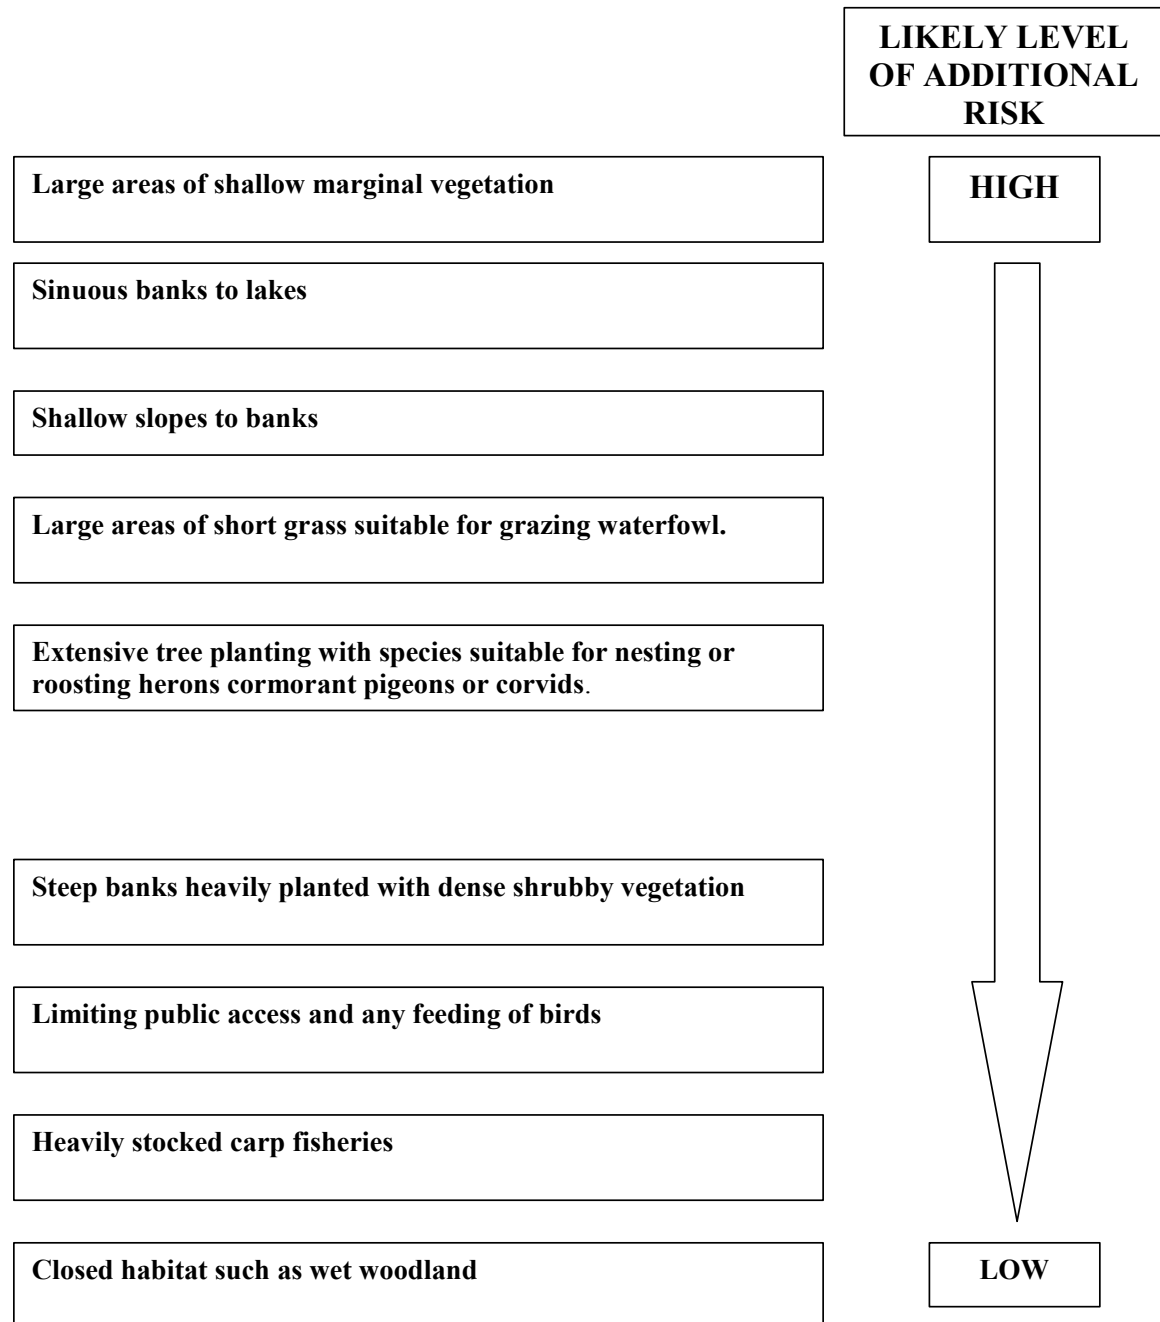 LIKELY LEVEL
OF ADDITIONAL
RISK
Large areas of shallow marginal vegetation
HIGH
Sinuous banks to lakes
Shallow slopes to banks
Large areas of short grass suitable for grazing waterfowl.
Extensive tree planting with species suitable for nesting or
roosting herons cormorant pigeons or corvids.
Steep banks heavily planted with dense shrubby vegetation
Limiting public access and any feeding of birds
Heavily stocked carp fisheries
Closed habitat such as wet woodland
LOW